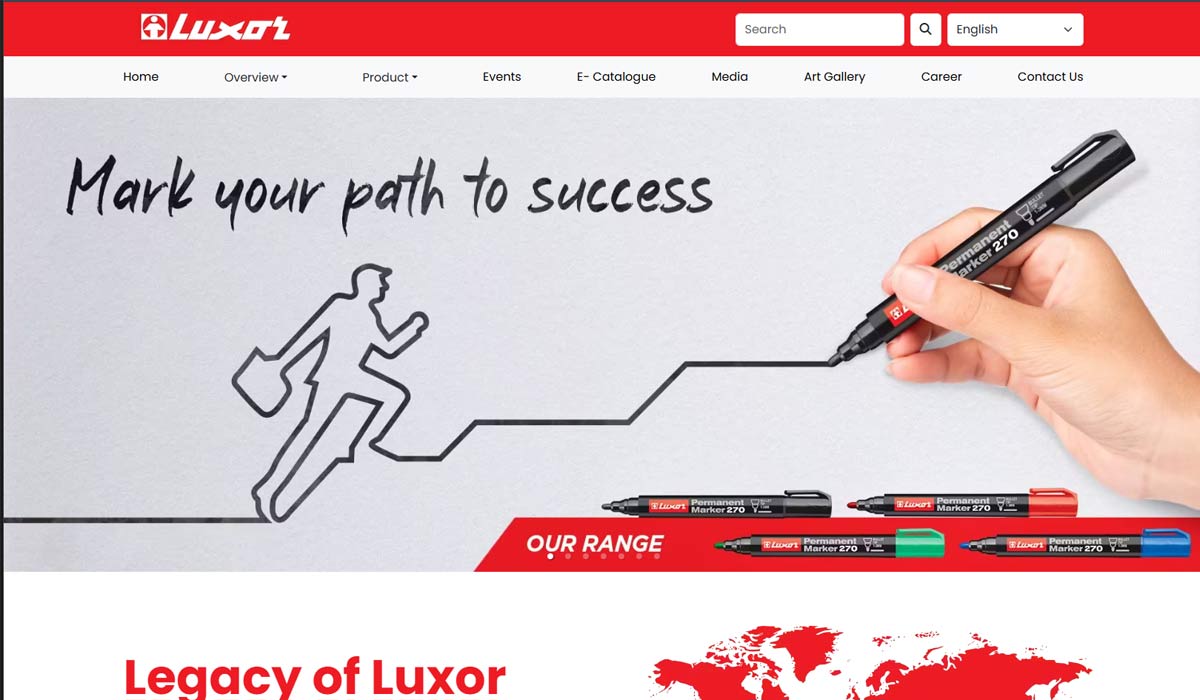 Luxor
Search
English
Home
Overview
Product
Events
E- Catalogue
Media
Art Gallery
Career
Contact Us
Mark your path to success
Permanent
Marker 270
BULLET
TIP
OUR RANGE
Luxor Permanent
Marker 270
Luxor Permanent
Marker 270
Luxor Permanent
Marker 270
Luxor Permanent
Marker 270
Legacy of Luxor